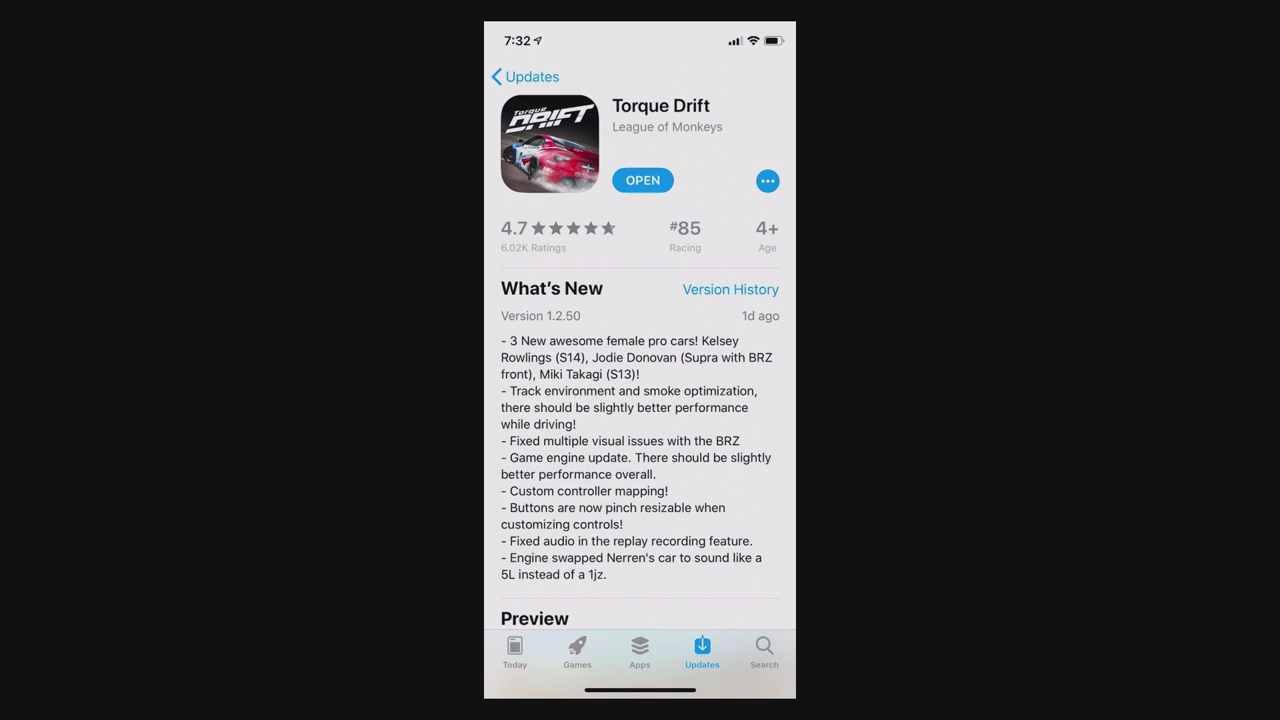 7:32
Updates
Torque
DRIFT
Torque Drift
League of Monkeys
OPEN
4.7
#85
4+
6.02K Ratings
Racing
Age
What's New
Version History
Version 1.2.50
1d ago
- 3 New awesome female pro cars! Kelsey
Rowlings (S14), Jodie Donovan (Supra with BRZ
front), Miki Takagi (S13)!
- Track environment and smoke optimization,
there should be slightly better performance
while driving!
- Fixed multiple visual issues with the BRZ
- Game engine update. There should be slightly
better performance overall.
- Custom controller mapping!
- Buttons are now pinch resizable when
customizing controls!
- Fixed audio in the replay recording feature.
- Engine swapped Nerren's car to sound like a
5L instead of a 1jz.
Preview
Today
Games
Apps
Updates
Search